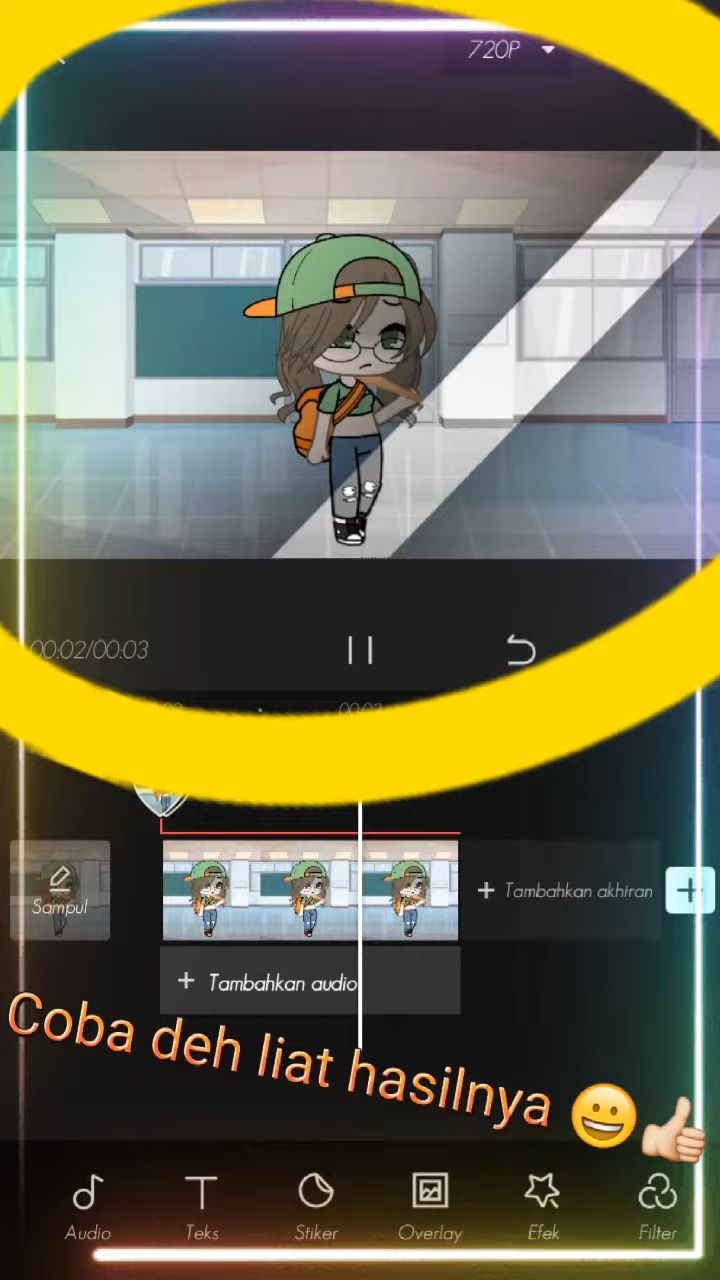 720P
00:02/00:03
Sampul
+ Tambahkan akhiran
+ Tambahkan audio
Coba deh liat hasilnya 😀👍🏻
Audio
Teks
Stiker
Overlay
Efek
Filter